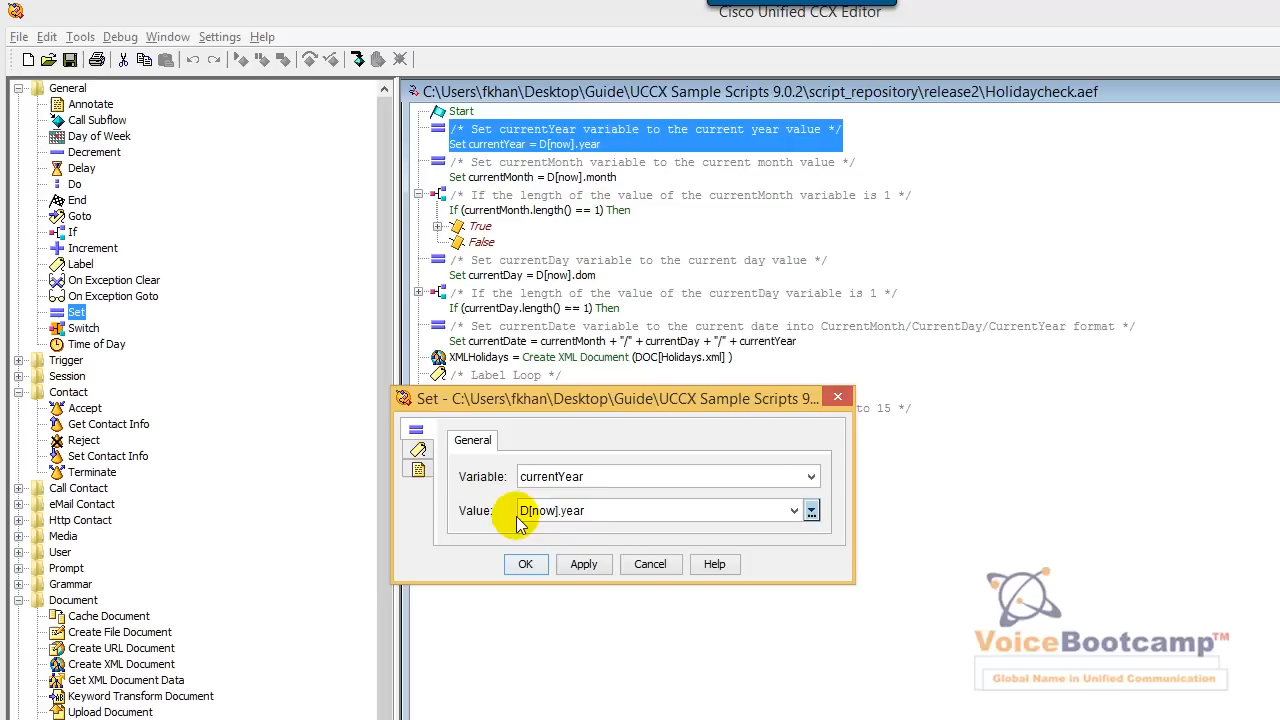 Cisco Unified CCX Editor
File Edit Tools Debug Window Settings Help
General
Annotate
Call Subflow
Day of Week
Decrement
Delay
Do
End
Goto
If
Increment
Label
On Exception Clear
On Exception Goto
Set
Switch
Time of Day
Trigger
Session
Contact
Accept
Get Contact Info
Reject
Set Contact Info
Terminate
Call Contact
eMail Contact
Http Contact
Media
User
Prompt
Grammar
Document
Cache Document
Create File Document
Create URL Document
Create XML Document
Get XML Document Data
Keyword Transform Document
Upload Document
C:\Users\fkhan\Desktop\Guide\UCCX Sample Scripts 9.0.2\script_repository\release2\Holidaycheck.aef
Start
/* Set currentYear variable to the current year value */
Set currentYear = D[now].year
/* Set currentMonth variable to the current month value */
Set currentMonth = D[now].month
/* If the length of the value of the currentMonth variable is 1 */
If (currentMonth.length() == 1) Then
True
False
/* Set currentDay variable to the current day value */
Set currentDay = D[now].dom
/* If the length of the value of the currentDay variable is 1 */
If (currentDay.length() == 1) Then
/* Set currentDate variable to the current date into CurrentMonth/CurrentDay/CurrentYear format */
Set currentDate = currentMonth + "/" + currentDay + "/" + currentYear
XMLHolidays = Create XML Document (DOC[Holidays.xml] )
/* Label Loop */
to 15 */
Set - C:\Users\fkhan\Desktop\Guide\UCCX Sample Scripts 9...
General
Variable: currentYear
Value: D[now].year
OK Apply Cancel Help
VoiceBootcamp™
Global Name in Unified Communication